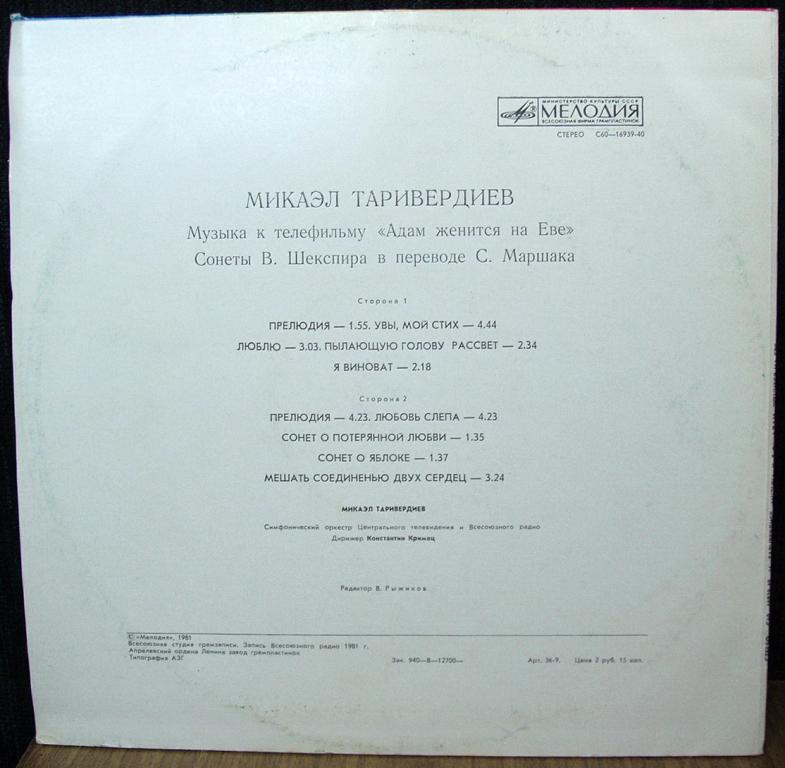 МИНИСТЕРСТВО КУЛЬТУРЫ СССР
МЕЛОДИЯ
ВСЕСОЮЗНАЯ ФИРМА ГРАМПЛАСТИНОК
СТЕРЕО С60—16939-40
МИКАЭЛ ТАРИВЕРДИЕВ
Музыка к телефильму «Адам женится на Еве»
Сонеты В. Шекспира в переводе С. Маршака
Сторона 1
ПРЕЛЮДИЯ — 1.55. УВЫ, МОЙ СТИХ — 4.44
ЛЮБЛЮ — 3.03. ПЫЛАЮЩУЮ ГОЛОВУ РАССВЕТ — 2.34
Я ВИНОВАТ — 2.18
Сторона 2
ПРЕЛЮДИЯ — 4.23. ЛЮБОВЬ СЛЕПА — 4.23
СОНЕТ О ПОТЕРЯННОЙ ЛЮБВИ — 1.35
СОНЕТ О ЯБЛОКЕ — 1.37
МЕШАТЬ СОЕДИНЕНЬЮ ДВУХ СЕРДЕЦ — 3.24
МИКАЭЛ ТАРИВЕРДИЕВ
Симфонический оркестр Центрального телевидения и Всесоюзного радио
Дирижер Константин Кримец
Редактор В. Рыжиков
С «Мелодия», 1981
Всесоюзная студия грамзаписи. Запись Всесоюзного радио 1981 г.
Апрелевский ордена Ленина завод грампластинок
Типография АЗГ Зак. 940—8—12700— Арт. 36-9. Цена 2 руб. 15 коп.